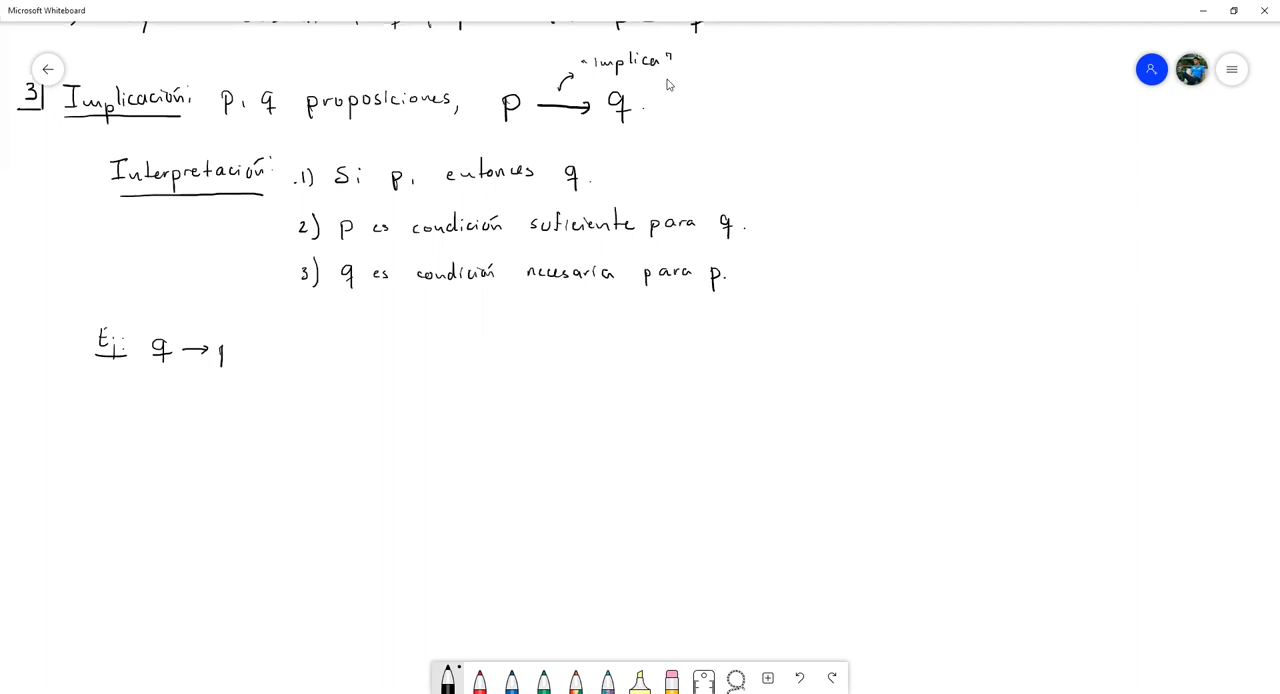 Microsoft Whiteboard
"implica"
3| Implicación: p, q proposiciones, p → q.
Interpretación: .1) Si p, entonces q.
2) p es condición suficiente para q.
3) q es condición necesaria para p.
Ej: q →